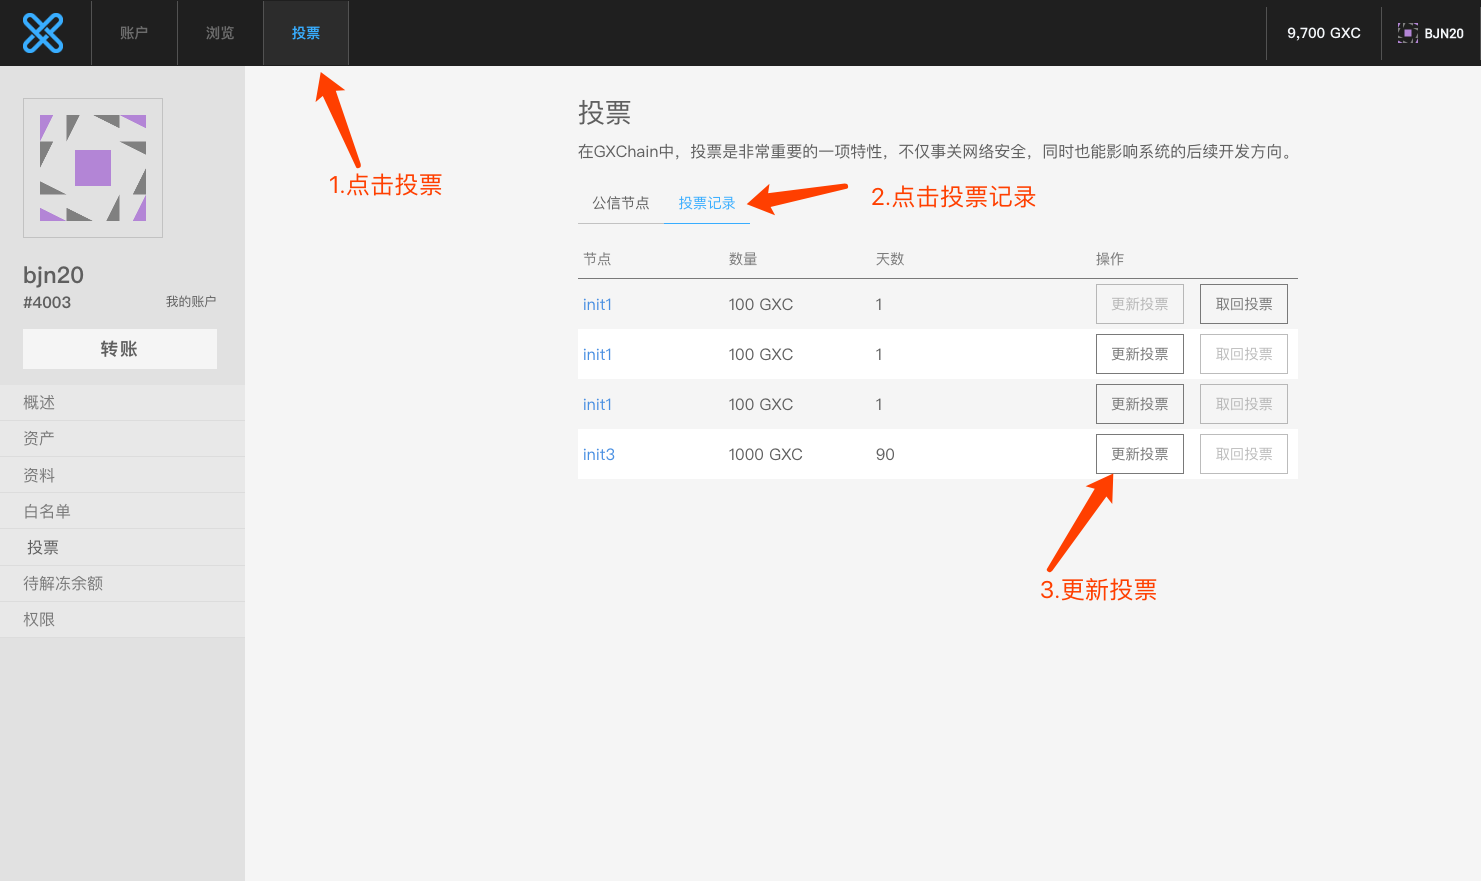 账户 浏览 投票 9,700 GXC BJN20
1.点击投票
bjn20
#4003 我的账户
转账
概述
资产
资料
白名单
投票
待解冻余额
权限
投票
在GXChain中，投票是非常重要的一项特性，不仅事关网络安全，同时也能影响系统的后续开发方向。
公信节点 投票记录
2.点击投票记录
节点 数量 天数 操作
init1 100 GXC 1 更新投票 取回投票
init1 100 GXC 1 更新投票 取回投票
init1 100 GXC 1 更新投票 取回投票
init3 1000 GXC 90 更新投票 取回投票
3.更新投票